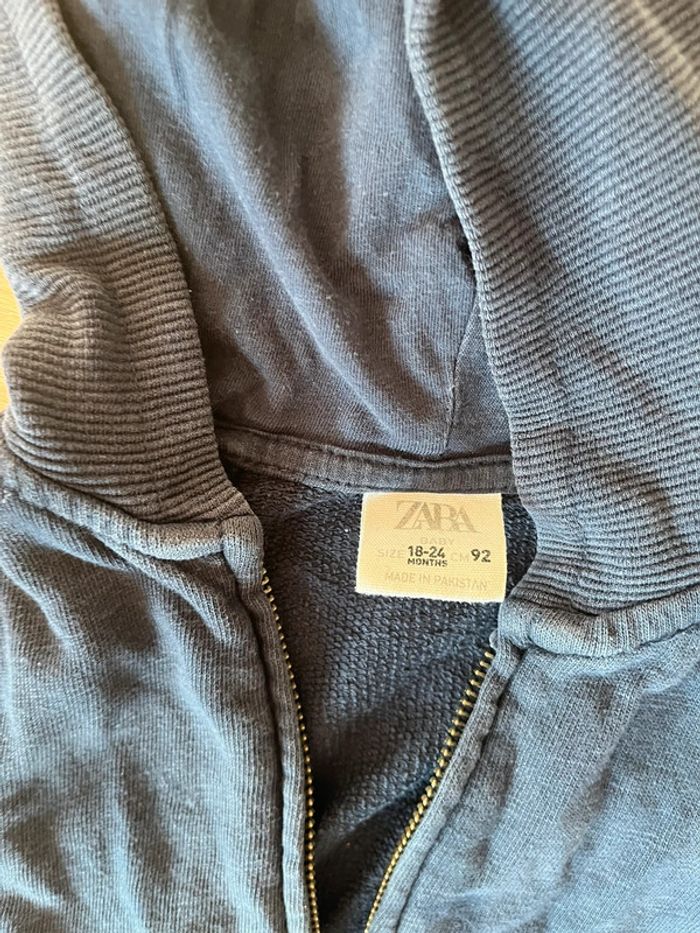 ZARA
BABY
SIZE 18-24 MONTHS CM 92
MADE IN PAKISTAN